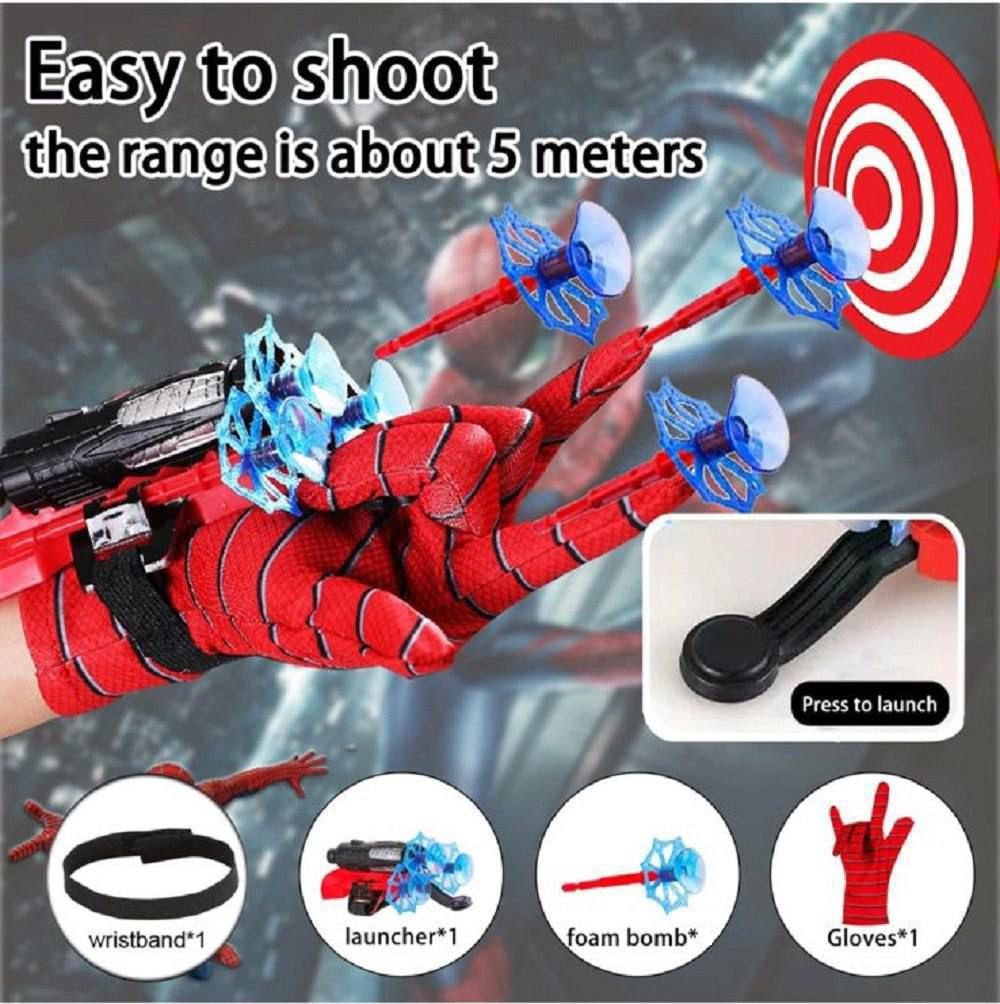 Easy to shoot
the range is about 5 meters
Press to launch
wristband*1
launcher*1
foam bomb*
Gloves*1